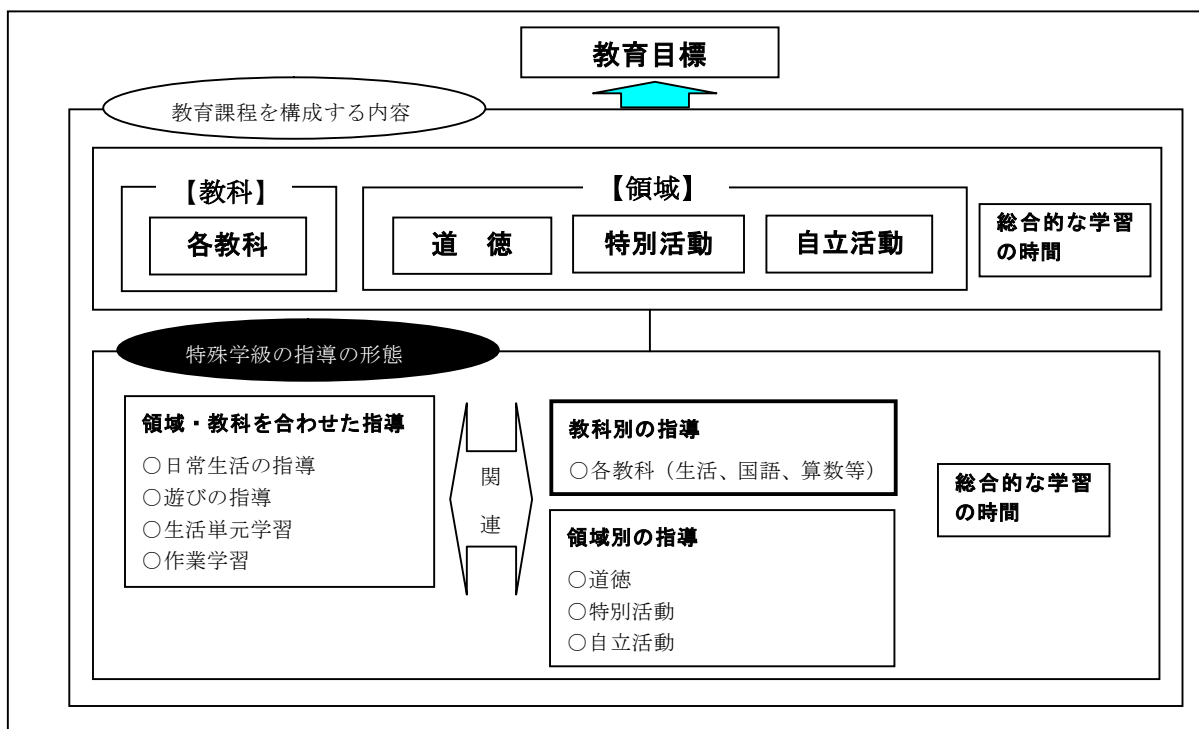 教育目標
教育課程を構成する内容
【教科】
各教科
【領域】
道　徳
特別活動
自立活動
総合的な学習
の時間
特殊学級の指導の形態
領域・教科を合わせた指導
○日常生活の指導
○遊びの指導
○生活単元学習
○作業学習
関
連
教科別の指導
○各教科（生活、国語、算数等）
領域別の指導
○道徳
○特別活動
○自立活動
総合的な学習
の時間